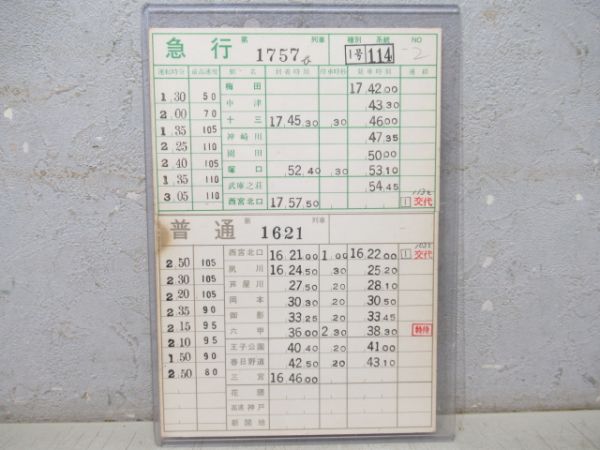 急行 第 1757 列車 種別 系統 NO
1号 114 -2
運転時分 最高速度 駅名 到着時刻 停車時秒 発車時刻 連絡
梅田 17.42.00
1.30 50 中津 .43.30
2.00 70 十三 17.45.30 .30 .46.00
1.35 105 神崎川 .47.35
2.25 110 園田 .50.00
2.40 105 塚口 .52.40 .30 .53.10
1.35 110 武庫之荘 .54.45
3.05 110 西宮北口 17.57.50 1 交代
普通 第 1621 列車
西宮北口 16.21.00 1.00 16.22.00 1 交代
2.50 105 夙川 16.24.50 .30 .25.20
2.30 105 芦屋川 .27.50 .20 .28.10
2.20 105 岡本 .30.30 .20 .30.50
2.35 90 御影 .33.25 .20 .33.45
2.15 95 六甲 .36.00 2.30 .38.30 特待
2.10 95 王子公園 .40.40 .20 .41.00
1.50 90 春日野道 .42.50 .20 .43.10
2.50 80 三宮 16.46.00
花隈
高速神戸
新開地